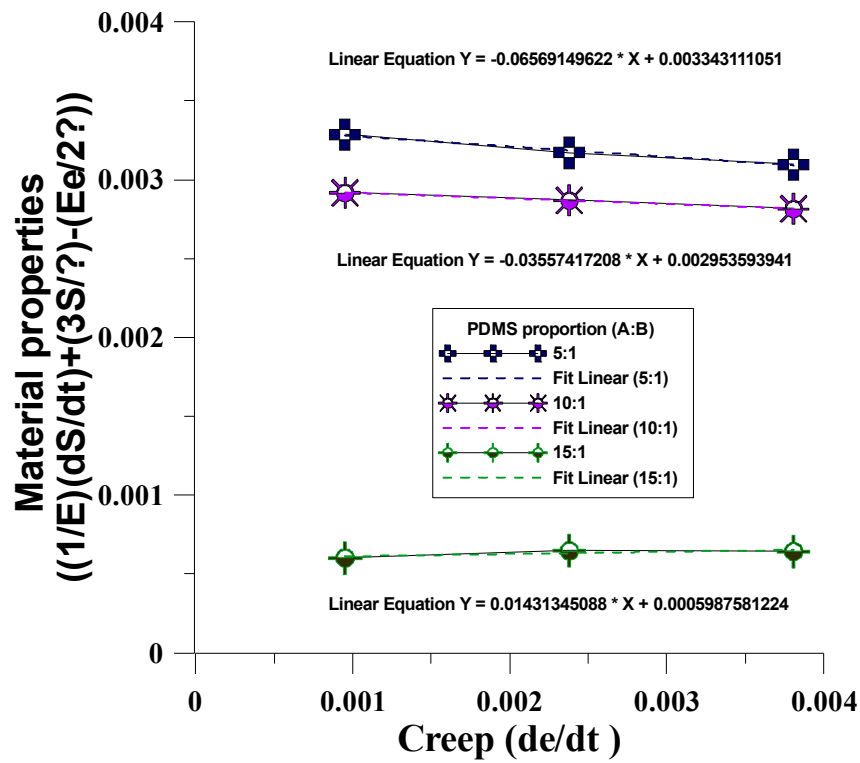 Material properties
((1/E)(dS/dt)+(3S/?)-(Ee/2?))
0.004
0.003
0.002
0.001
0
Linear Equation Y = -0.06569149622 * X + 0.003343111051
Linear Equation Y = -0.03557417208 * X + 0.002953593941
PDMS proportion (A:B)
5:1
Fit Linear (5:1)
10:1
Fit Linear (10:1)
15:1
Fit Linear (15:1)
Linear Equation Y = 0.01431345088 * X + 0.0005987581224
0 0.001 0.002 0.003 0.004
Creep (de/dt )